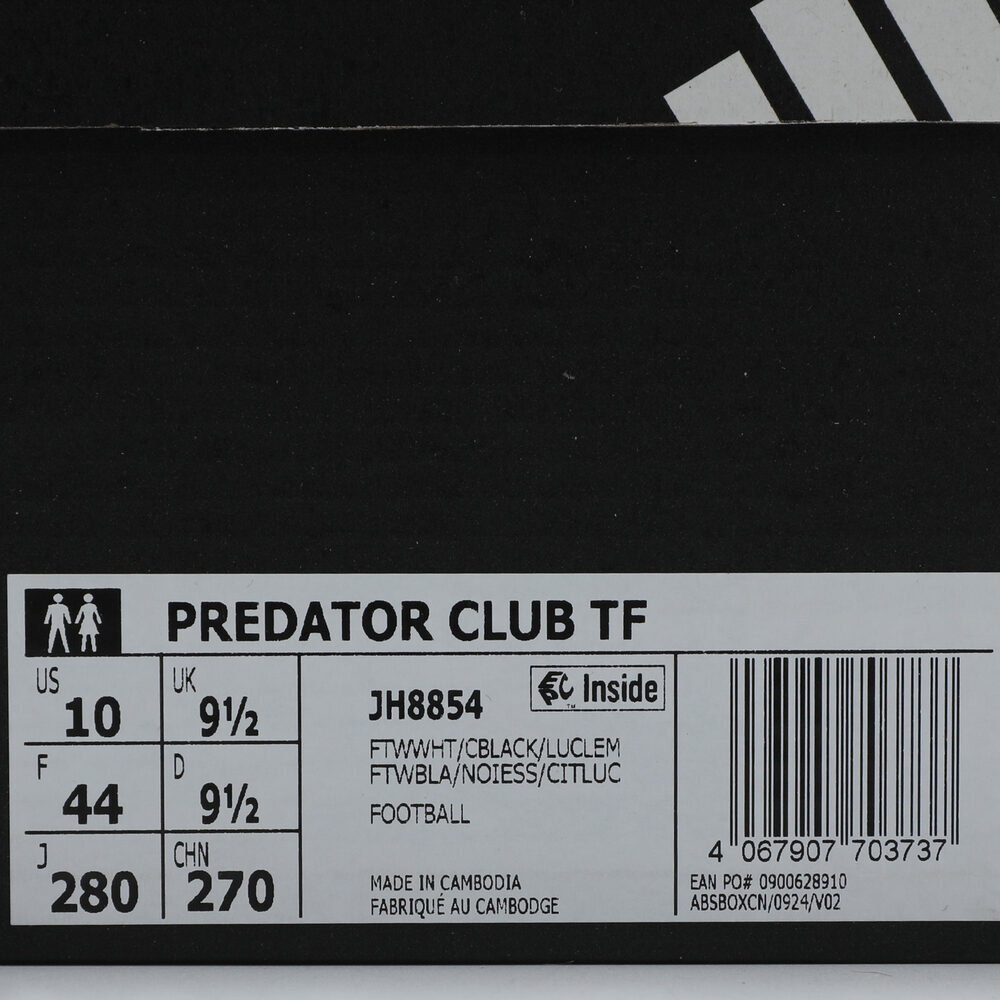 PREDATOR CLUB TF
US 10
UK 9½
F 44
D 9½
J 280
CHN 270
JH8854
Inside
™
FTWWHT/CBLACK/LUCLEM
FTWBLA/NOIESS/CITLUC
FOOTBALL
MADE IN CAMBODIA
FABRIQUÉ AU CAMBODGE
4 067907 703737
EAN PO# 0900628910
ABSBOXCN/0924/V02